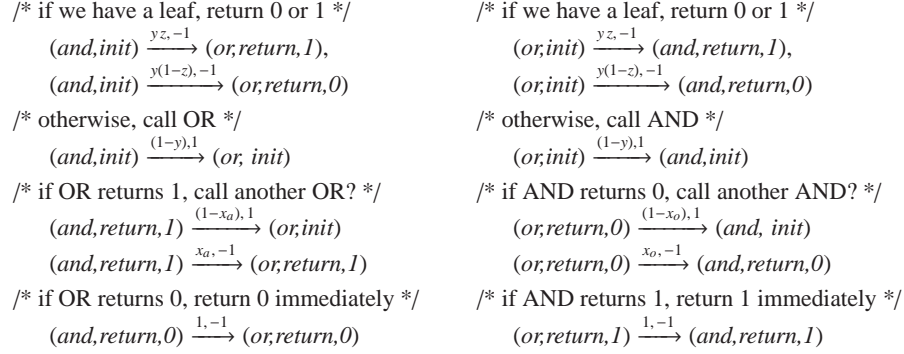 /* if we have a leaf, return 0 or 1 */
(and,init) —yz,−1→ (or,return,1),
(and,init) —y(1−z),−1→ (or,return,0)
/* otherwise, call OR */
(and,init) —(1−y),1→ (or, init)
/* if OR returns 1, call another OR? */
(and,return,1) —(1−xₐ),1→ (or,init)
(and,return,1) —xₐ,−1→ (or,return,1)
/* if OR returns 0, return 0 immediately */
(and,return,0) —1,−1→ (or,return,0)
/* if we have a leaf, return 0 or 1 */
(or,init) —yz,−1→ (and,return,1),
(or,init) —y(1−z),−1→ (and,return,0)
/* otherwise, call AND */
(or,init) —(1−y),1→ (and,init)
/* if AND returns 0, call another AND? */
(or,return,0) —(1−xₒ),1→ (and, init)
(or,return,0) —xₒ,−1→ (and,return,0)
/* if AND returns 1, return 1 immediately */
(or,return,1) —1,−1→ (and,return,1)